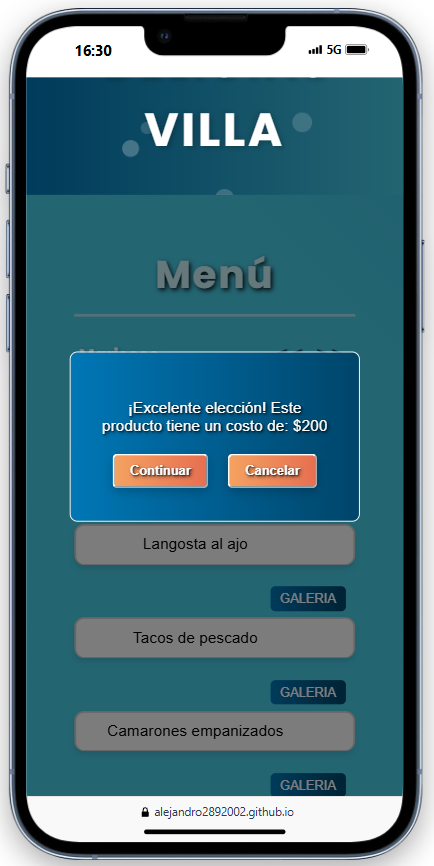 16:30
5G
VILLA
Menú
¡Excelente elección! Este
producto tiene un costo de: $200
Continuar
Cancelar
Langosta al ajo
GALERIA
Tacos de pescado
GALERIA
Camarones empanizados
GALERIA
alejandro2892002.github.io